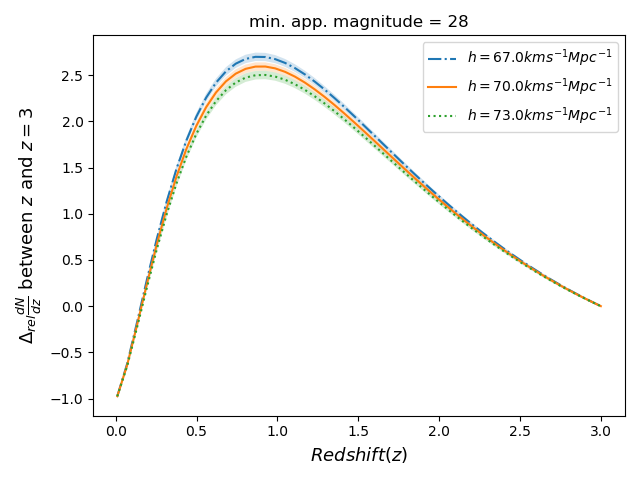 min. app. magnitude = 28
h = 67.0kms⁻¹Mpc⁻¹
h = 70.0kms⁻¹Mpc⁻¹
h = 73.0kms⁻¹Mpc⁻¹
Δ_rel dN/dz between z and z = 3
2.5
2.0
1.5
1.0
0.5
0.0
−0.5
−1.0
0.0 0.5 1.0 1.5 2.0 2.5 3.0
Redshift(z)